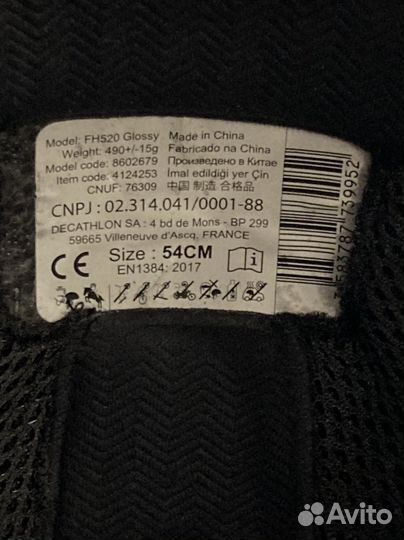 Model: FH520 Glossy
Weight: 490+/-15g
Model code: 8602679
Item code: 4124253
CNUF: 76309
Made in China
Fabricado na China
Произведено в Китае
İmal edildiği yer Çin
中国 制造 合格品
CNPJ : 02.314.041/0001-88
DECATHLON SA : 4 bd de Mons - BP 299
59665 Villeneuve d'Ascq, FRANCE
CE Size : 54CM
EN1384: 2017
Avito